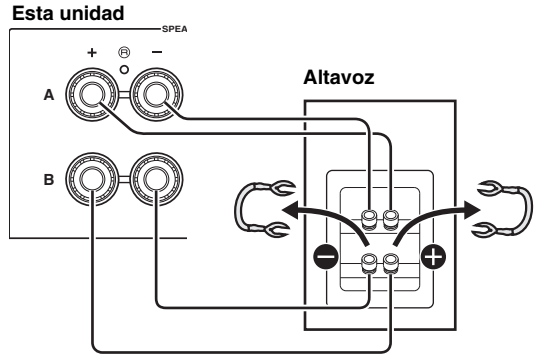 Esta unidad
SPEA
+ ® -
A
Altavoz
B
- +